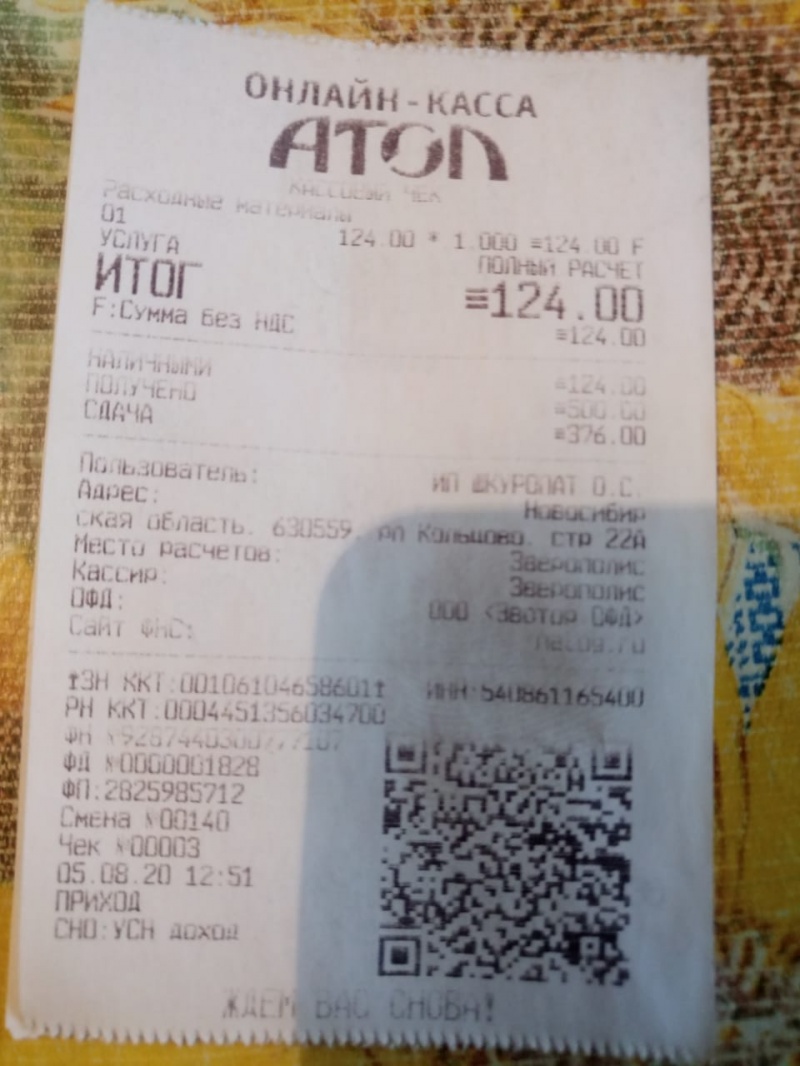 ОНЛАЙН-КАССА
АТОЛ
КАССОВЫЙ ЧЕК
Расходные материалы
01 124.00 * 1.000 ≡124.00 F
УСЛУГА ПОЛНЫЙ РАСЧЕТ
ИТОГ ≡124.00
F:Сумма без НДС ≡124.00
НАЛИЧНЫМИ ≡124.00
ПОЛУЧЕНО ≡500.00
СДАЧА ≡376.00
Пользователь: ИП ШКУРОПАТ О.С.
Адрес: Новосибир
ская область. 630559, рп Кольцово. стр 22А
Место расчетов: Зверополис
Кассир: Зверополис
ОФД: ООО <Эвотор ОФД>
Сайт ФНС: nalog.ru
↑ЗН ККТ:00106104658601↑ ИНН:540861165400
РН ККТ:0004451356034700
ФН №9287440300777107
ФД №0000001828
ФП:2825985712
Смена №00140
Чек №00003
05.08.20 12:51
ПРИХОД
СНО:УСН доход
ЖДЕМ ВАС СНОВА!